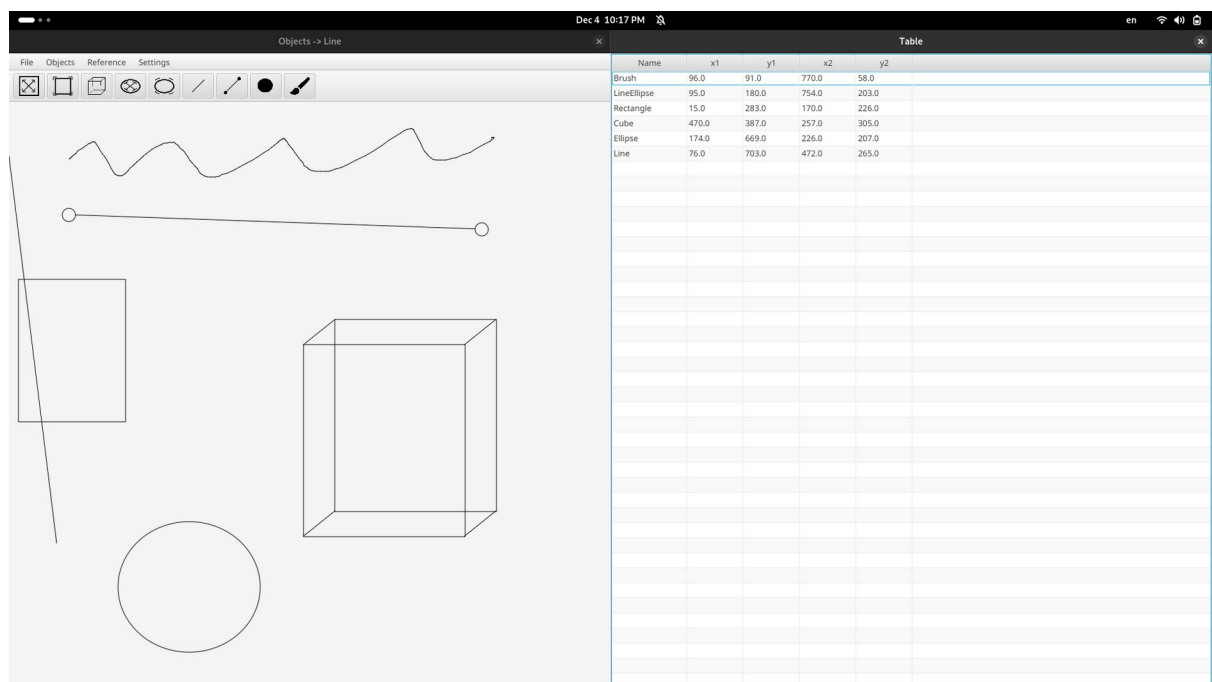 Dec 4 10:17 PM
en
Objects -> Line
Table
File Objects Reference Settings
Name x1 y1 x2 y2
Brush 96.0 91.0 770.0 58.0
LineEllipse 95.0 180.0 754.0 203.0
Rectangle 15.0 283.0 170.0 226.0
Cube 470.0 387.0 257.0 305.0
Ellipse 174.0 669.0 226.0 207.0
Line 76.0 703.0 472.0 265.0